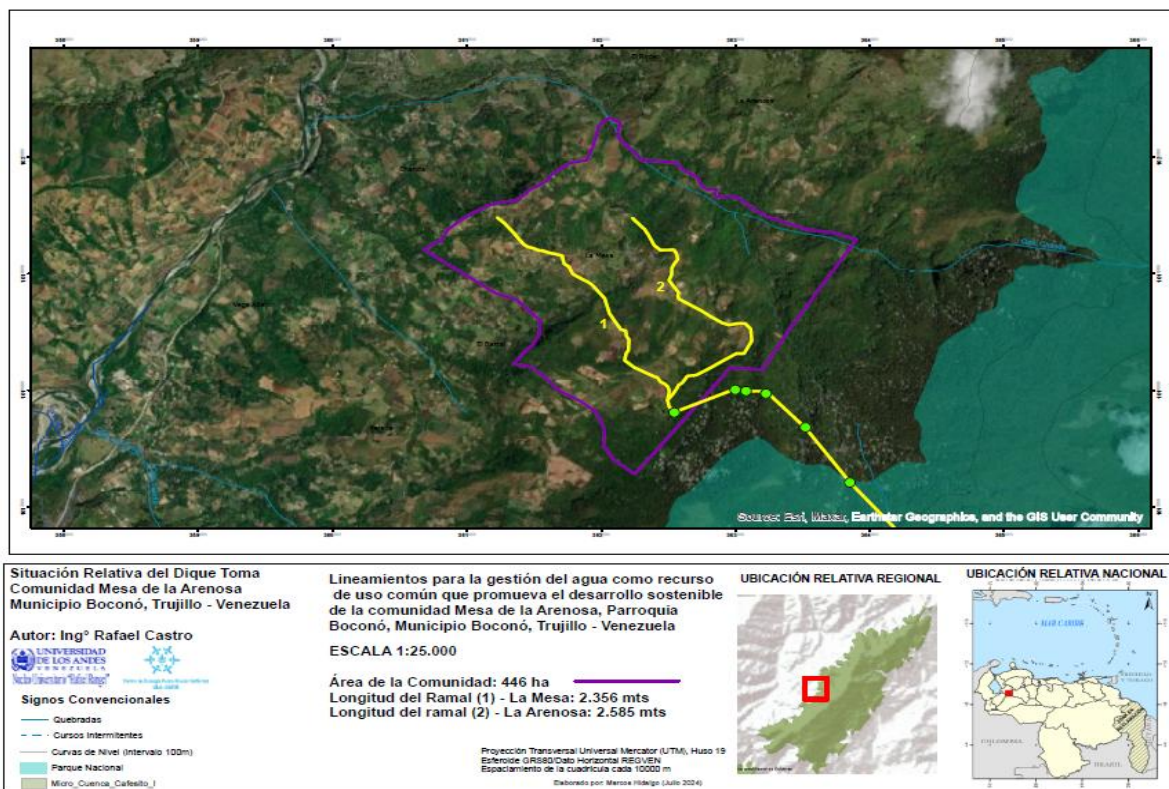 La Mesa
1
2
Source: Esri, Maxar, Earthstar Geographics, and the GIS User Community
Situación Relativa del Dique Toma
Comunidad Mesa de la Arenosa
Municipio Boconó, Trujillo - Venezuela
Autor: Ing° Rafael Castro
UNIVERSIDAD
DE LOS ANDES
VENEZUELA
Signos Convencionales
Quebradas
Cursos Intermitentes
Curvas de Nivel (Intervalo 100m)
Parque Nacional
Micro_Cuenca_Cafesito_I
Lineamientos para la gestión del agua como recurso
de uso común que promueva el desarrollo sostenible
de la comunidad Mesa de la Arenosa, Parroquia
Boconó, Municipio Boconó, Trujillo - Venezuela
ESCALA 1:25.000
Área de la Comunidad: 446 ha
Longitud del Ramal (1) - La Mesa: 2.356 mts
Longitud del ramal (2) - La Arenosa: 2.585 mts
Proyección Transversal Universal Mercator (UTM), Huso 19
Esferoide GRS80/Dato Horizontal REGVEN
Espaciamiento de la cuadrícula cada 10000 m
Elaborado por: Marcos Hidalgo (Julio 2024)
UBICACIÓN RELATIVA REGIONAL
UBICACIÓN RELATIVA NACIONAL
MAR CARIBE
COLOMBIA
BRASIL